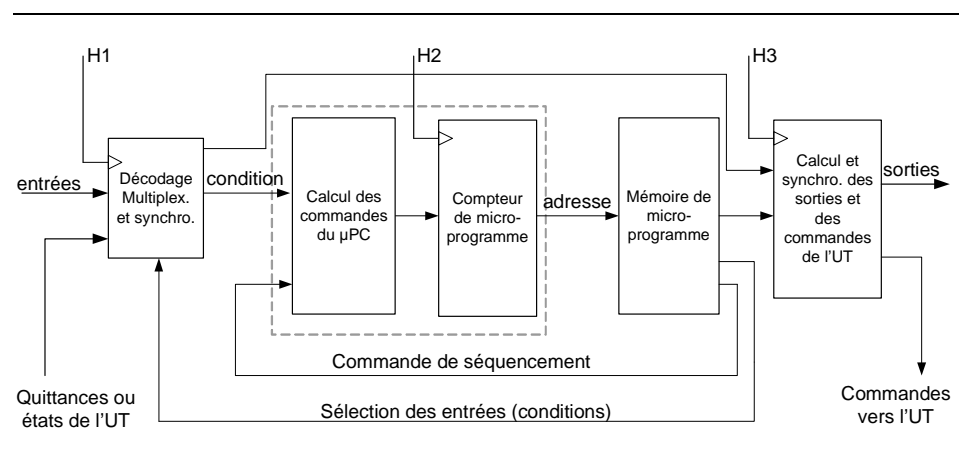 H1
H2
H3
entrées
Décodage
Multiplex.
et synchro.
condition
Calcul des
commandes
du µPC
Compteur
de micro-
programme
adresse
Mémoire de
micro-
programme
Calcul et
synchro. des
sorties et
des
commandes
de l'UT
sorties
Commande de séquencement
Quittances ou
états de l'UT
Sélection des entrées (conditions)
Commandes
vers l'UT